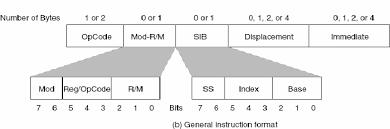 Number of Bytes 1 or 2 0 or 1 0 or 1 0, 1, 2, or 4 0, 1, 2, or 4
OpCode Mod-R/M SIB Displacement Immediate
Mod Reg/OpCode R/M SS Index Base
7 6 5 4 3 2 1 0 Bits 7 6 5 4 3 2 1 0
(b) General instruction format